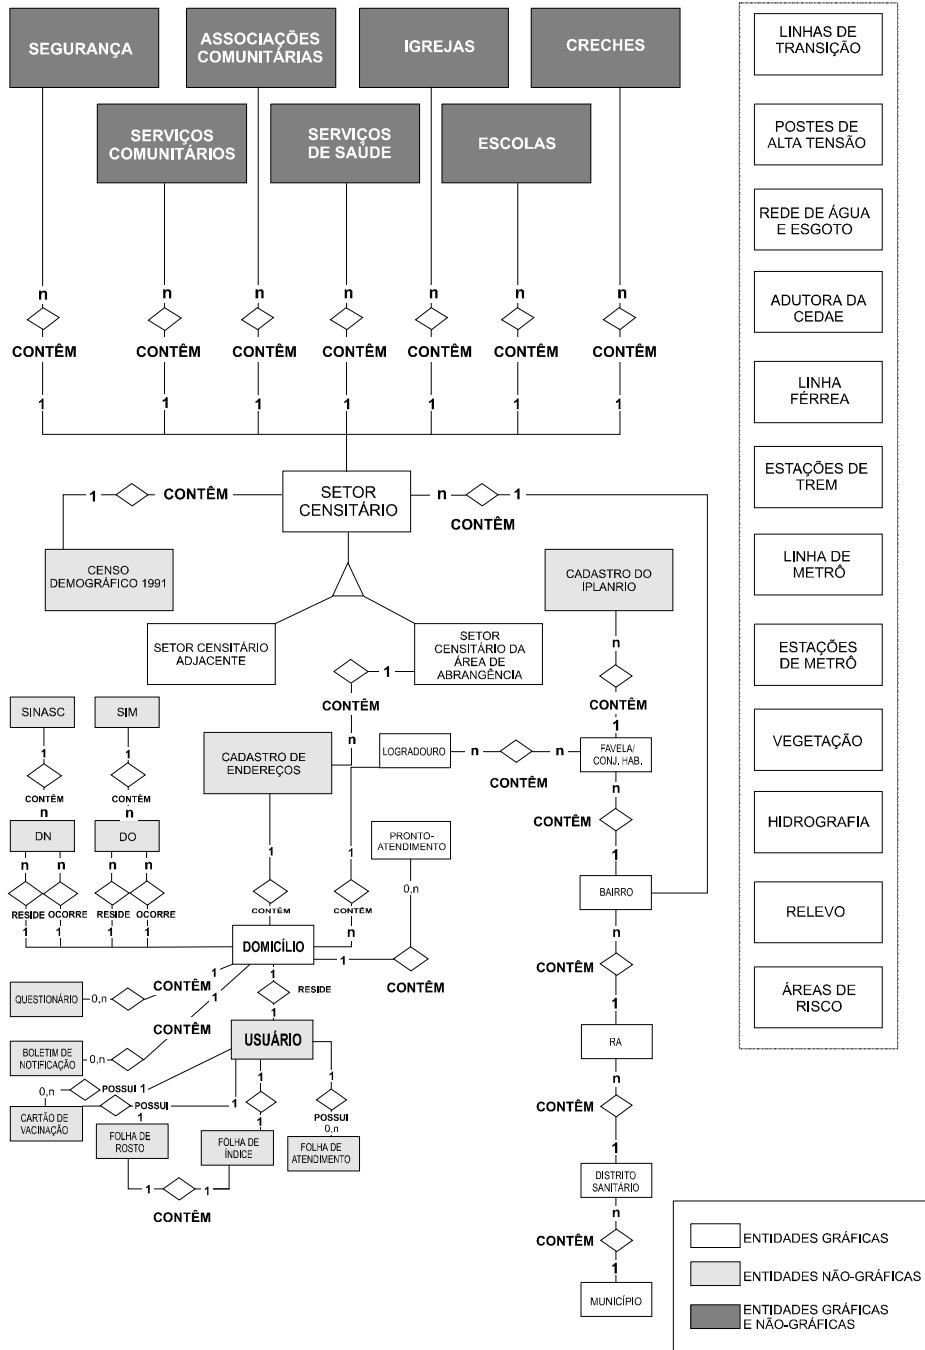 SEGURANÇA
ASSOCIAÇÕES
COMUNITÁRIAS
IGREJAS
CRECHES
SERVIÇOS
COMUNITÁRIOS
SERVIÇOS
DE SAÚDE
ESCOLAS
n
n
n
n
n
n
n
CONTÊM
CONTÊM
CONTÊM
CONTÊM
CONTÊM
CONTÊM
CONTÊM
1
1
1
1
1
1
1
SETOR
CENSITÁRIO
1
CONTÊM
n
1
CONTÊM
CENSO
DEMOGRÁFICO 1991
CADASTRO DO
IPLANRIO
SETOR CENSITÁRIO
ADJACENTE
SETOR
CENSITÁRIO DA
ÁREA DE
ABRANGÊNCIA
1
CONTÊM
n
n
CONTÊM
1
SINASC
SIM
1
1
CONTÊM
CONTÊM
n
n
DN
DO
n
n
n
n
RESIDE
OCORRE
RESIDE
OCORRE
1
1
1
1
CADASTRO DE
ENDEREÇOS
LOGRADOURO
n
n
CONTÊM
FAVELA/
CONJ. HAB.
n
CONTÊM
1
BAIRRO
1
1
PRONTO-
ATENDIMENTO
0,n
CONTÊM
CONTÊM
n
DOMICÍLIO
1
CONTÊM
1
1
1
CONTÊM
RESIDE
1
QUESTIONÁRIO
0,n
CONTÊM
BOLETIM DE
NOTIFICAÇÃO
0,n
USUÁRIO
0,n
POSSUI
1
1
1
1
CARTÃO DE
VACINAÇÃO
POSSUI
POSSUI
1
1
0,n
FOLHA DE
ROSTO
FOLHA DE
ÍNDICE
FOLHA DE
ATENDIMENTO
1
1
CONTÊM
n
CONTÊM
1
RA
n
CONTÊM
1
DISTRITO
SANITÁRIO
n
CONTÊM
1
MUNICÍPIO
LINHAS DE
TRANSIÇÃO
POSTES DE
ALTA TENSÃO
REDE DE ÁGUA
E ESGOTO
ADUTORA DA
CEDAE
LINHA
FÉRREA
ESTAÇÕES DE
TREM
LINHA DE
METRÔ
ESTAÇÕES
DE METRÔ
VEGETAÇÃO
HIDROGRAFIA
RELEVO
ÁREAS DE
RISCO
ENTIDADES GRÁFICAS
ENTIDADES NÃO-GRÁFICAS
ENTIDADES GRÁFICAS
E NÃO-GRÁFICAS